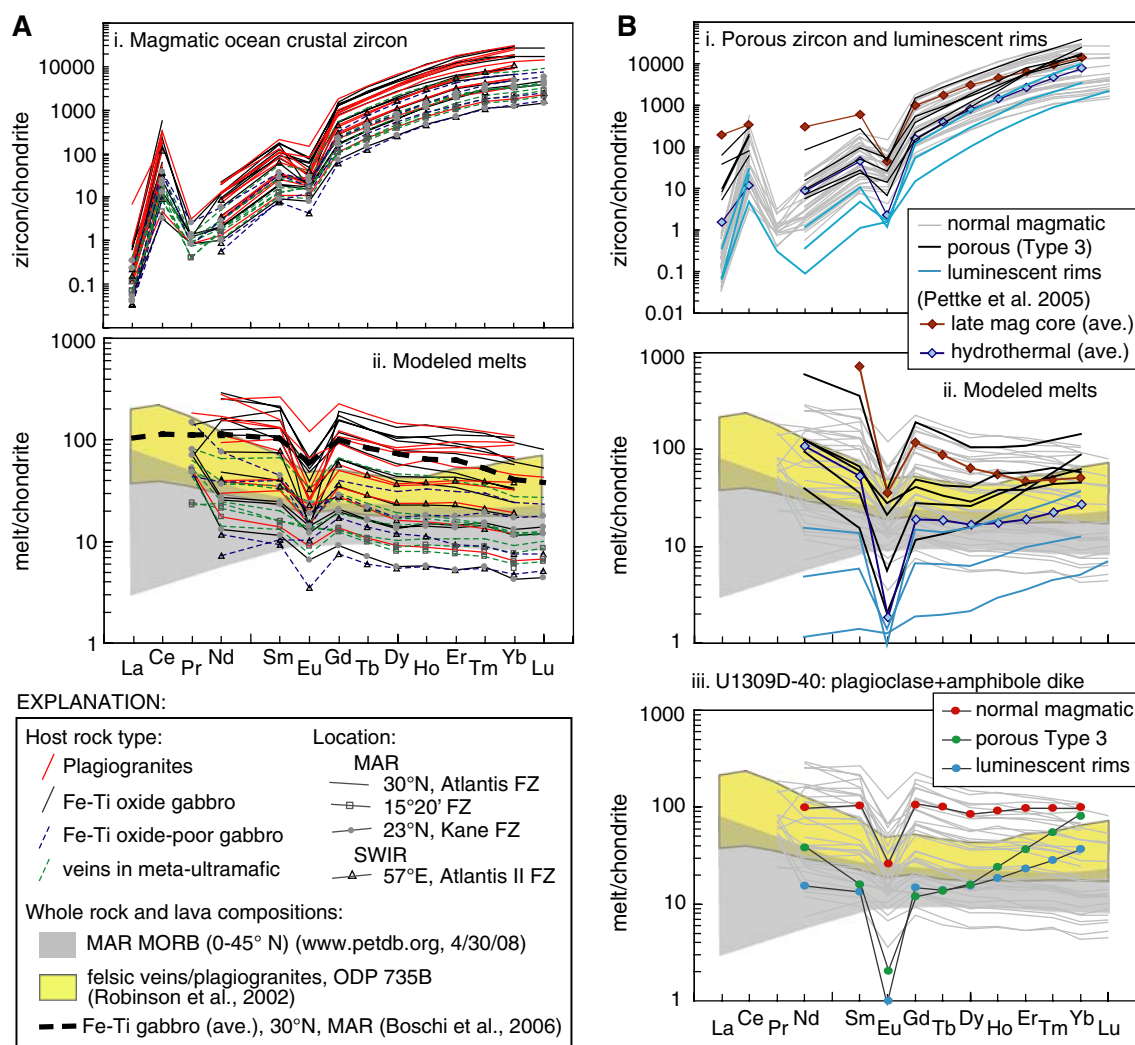 A
i. Magmatic ocean crustal zircon
zircon/chondrite
10000
1000
100
10
1
0.1
ii. Modeled melts
melt/chondrite
1000
100
10
1
La Ce Pr Nd Sm Eu Gd Tb Dy Ho Er Tm Yb Lu
EXPLANATION:
Host rock type:
Plagiogranites
Fe-Ti oxide gabbro
Fe-Ti oxide-poor gabbro
veins in meta-ultramafic
Location:
MAR
30°N, Atlantis FZ
15°20' FZ
23°N, Kane FZ
SWIR
57°E, Atlantis II FZ
Whole rock and lava compositions:
MAR MORB (0-45° N) (www.petdb.org, 4/30/08)
felsic veins/plagiogranites, ODP 735B
(Robinson et al., 2002)
Fe-Ti gabbro (ave.), 30°N, MAR (Boschi et al., 2006)
B
i. Porous zircon and luminescent rims
zircon/chondrite
10000
1000
100
10
1
0.1
0.01
normal magmatic
porous (Type 3)
luminescent rims
(Pettke et al. 2005)
late mag core (ave.)
hydrothermal (ave.)
ii. Modeled melts
melt/chondrite
1000
100
10
1
iii. U1309D-40: plagioclase+amphibole dike
normal magmatic
porous Type 3
luminescent rims
melt/chondrite
1000
100
10
1
La Ce Pr Nd Sm Eu Gd Tb Dy Ho Er Tm Yb Lu